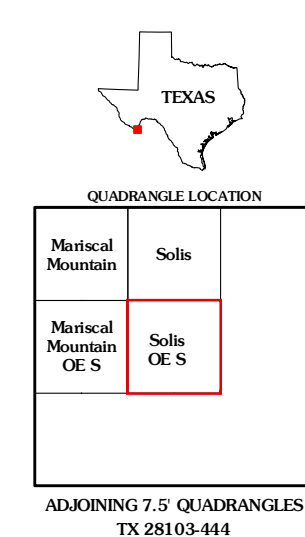 TEXAS
QUADRANGLE LOCATION
Mariscal
Mountain
Solis
Mariscal
Mountain
OE S
Solis
OE S
ADJOINING 7.5' QUADRANGLES
TX 28103-444